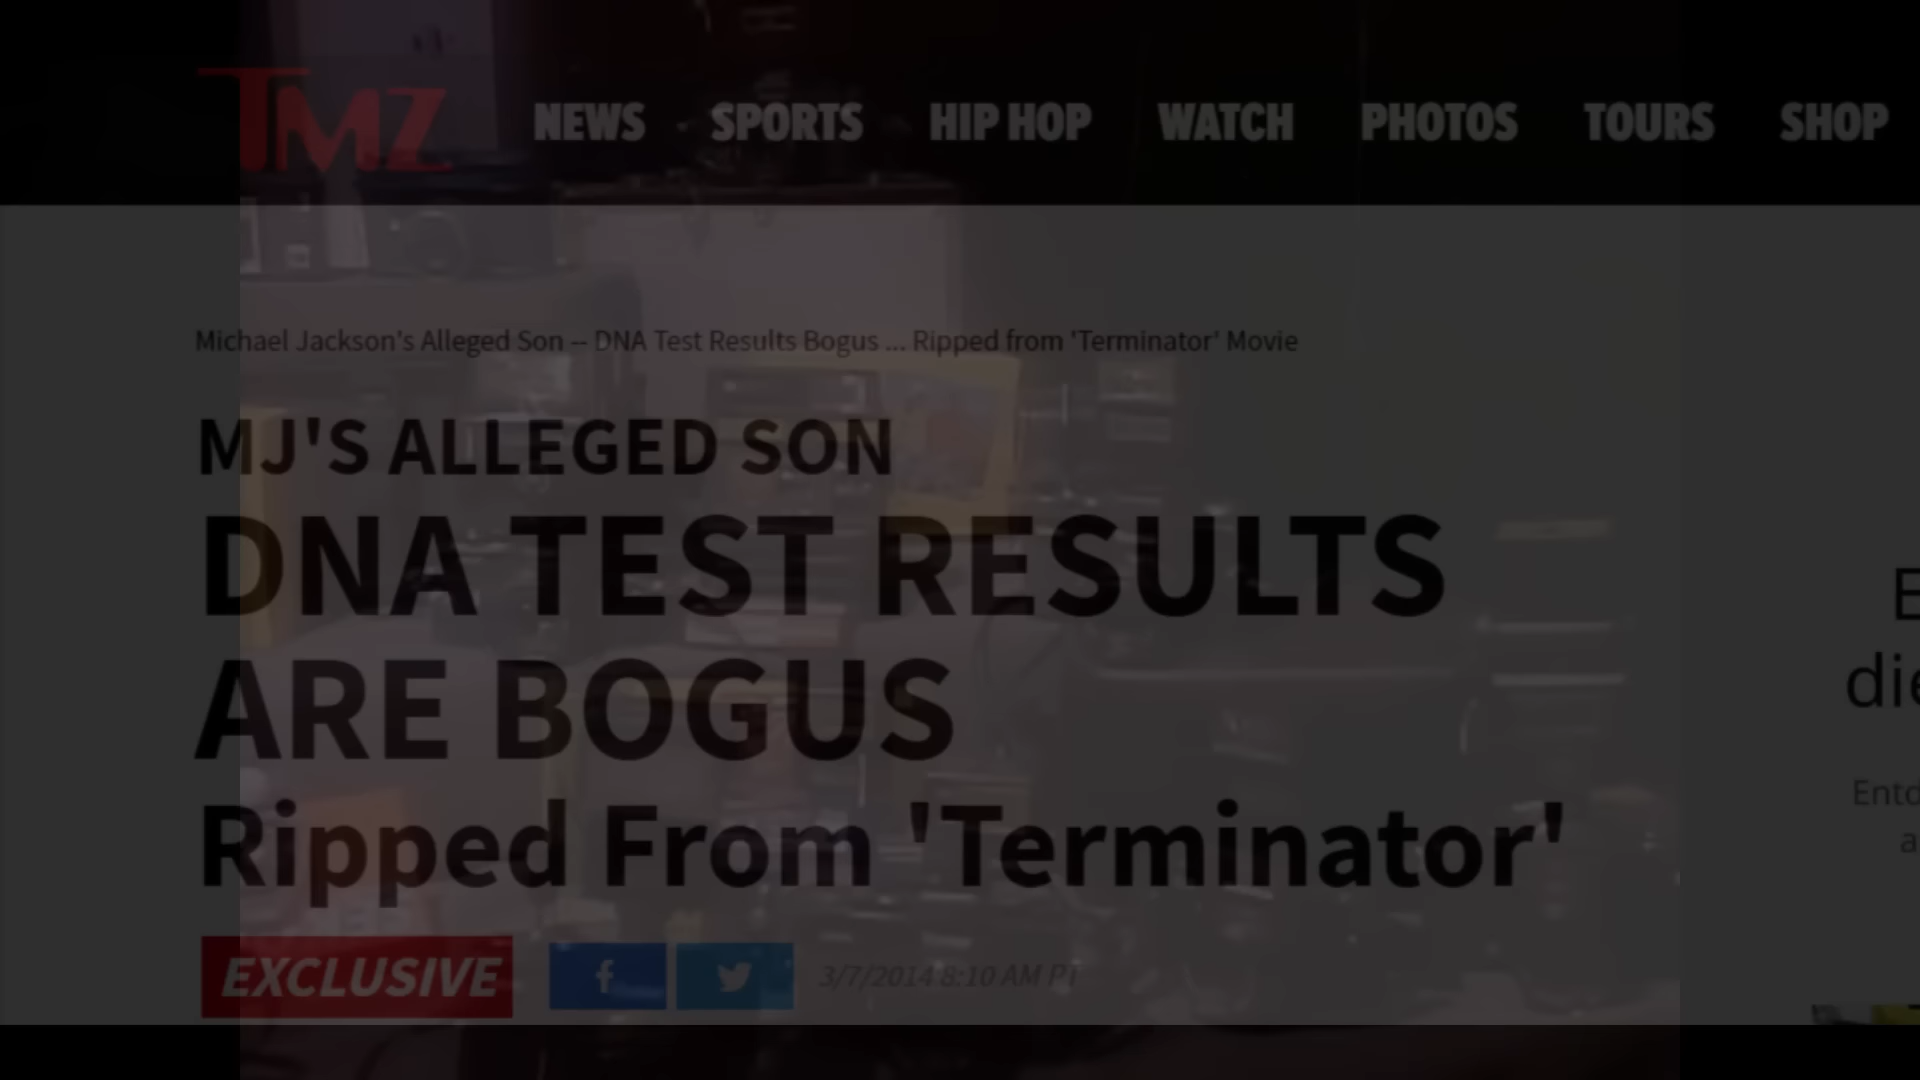 TMZ
NEWS SPORTS HIP HOP WATCH PHOTOS TOURS SHOP
Michael Jackson's Alleged Son -- DNA Test Results Bogus ... Ripped from 'Terminator' Movie
MJ'S ALLEGED SON
DNA TEST RESULTS
ARE BOGUS
Ripped From 'Terminator'
EXCLUSIVE
3/7/2014 8:10 AM PT